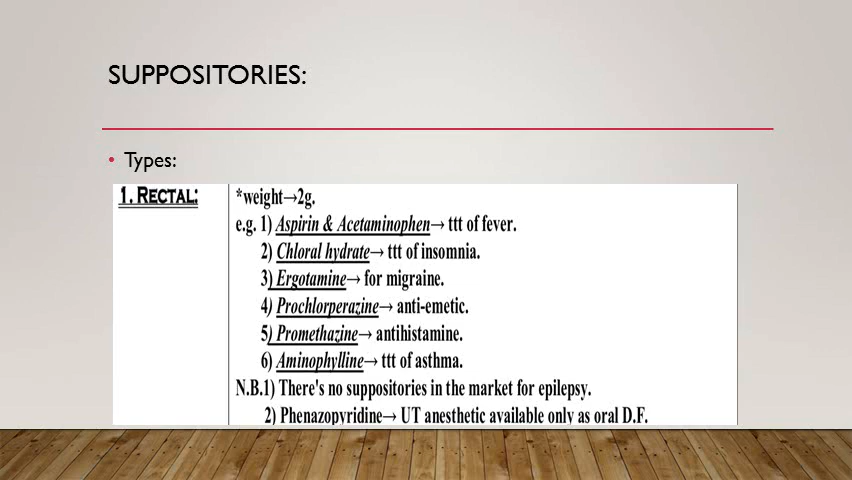 SUPPOSITORIES:
• Types:
1. RECTAL:
*weight→2g.
e.g. 1) Aspirin & Acetaminophen→ ttt of fever.
2) Chloral hydrate→ ttt of insomnia.
3) Ergotamine→ for migraine.
4) Prochlorperazine→ anti-emetic.
5) Promethazine→ antihistamine.
6) Aminophylline→ ttt of asthma.
N.B.1) There's no suppositories in the market for epilepsy.
2) Phenazopyridine→ UT anesthetic available only as oral D.F.